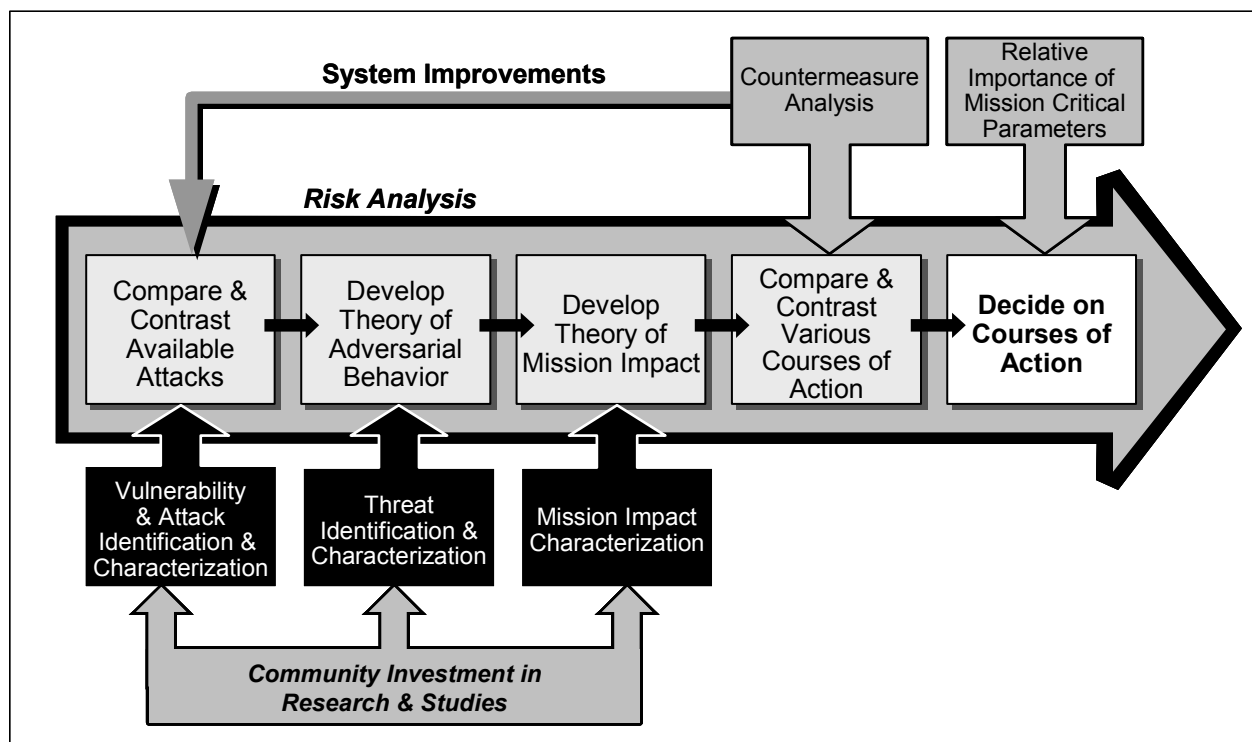 System Improvements
Countermeasure
Analysis
Relative
Importance of
Mission Critical
Parameters
Risk Analysis
Compare &
Contrast
Available
Attacks
Develop
Theory of
Adversarial
Behavior
Develop
Theory of
Mission Impact
Compare &
Contrast
Various
Courses of
Action
Decide on
Courses of
Action
Vulnerability
& Attack
Identification &
Characterization
Threat
Identification &
Characterization
Mission Impact
Characterization
Community Investment in
Research & Studies